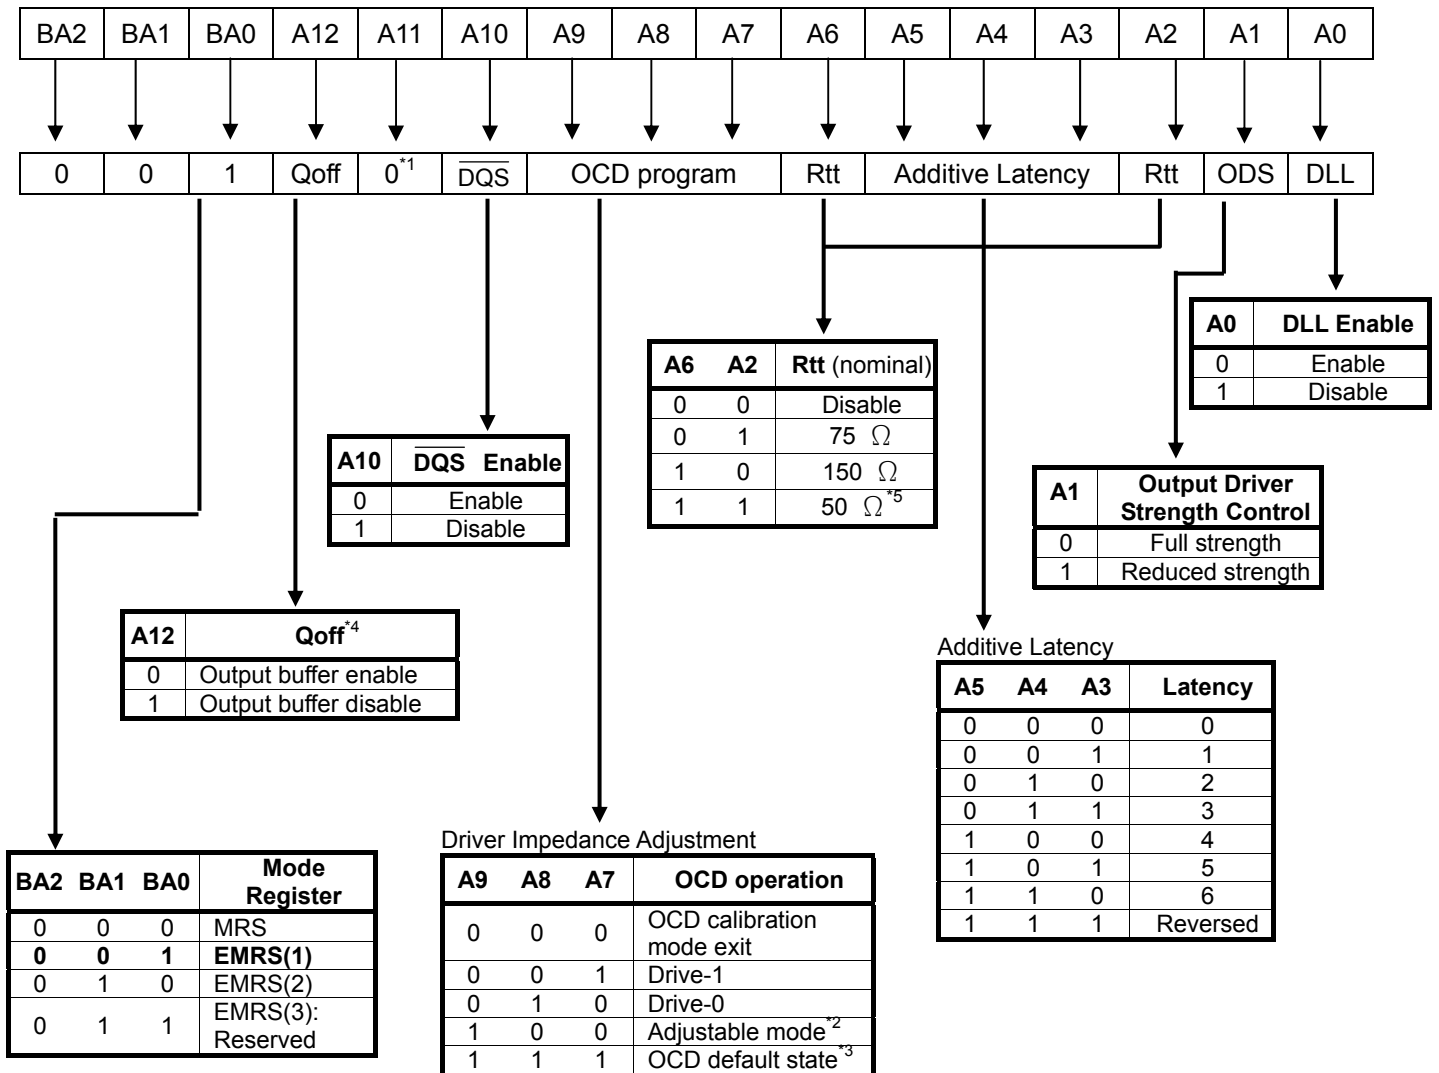 BA2 BA1 BA0 A12 A11 A10 A9 A8 A7 A6 A5 A4 A3 A2 A1 A0
0 0 1 Qoff 0*1 D̅Q̅S̅ OCD program Rtt Additive Latency Rtt ODS DLL
A0 DLL Enable
0 Enable
1 Disable
A6 A2 Rtt (nominal)
0 0 Disable
0 1 75 Ω
1 0 150 Ω
1 1 50 Ω*5
A10 D̅Q̅S̅ Enable
0 Enable
1 Disable
A1 Output Driver
Strength Control
0 Full strength
1 Reduced strength
A12 Qoff*4
0 Output buffer enable
1 Output buffer disable
Additive Latency
A5 A4 A3 Latency
0 0 0 0
0 0 1 1
0 1 0 2
0 1 1 3
1 0 0 4
1 0 1 5
1 1 0 6
1 1 1 Reversed
BA2 BA1 BA0 Mode
Register
0 0 0 MRS
0 0 1 EMRS(1)
0 1 0 EMRS(2)
0 1 1 EMRS(3):
Reserved
Driver Impedance Adjustment
A9 A8 A7 OCD operation
0 0 0 OCD calibration
mode exit
0 0 1 Drive-1
0 1 0 Drive-0
1 0 0 Adjustable mode*2
1 1 1 OCD default state*3